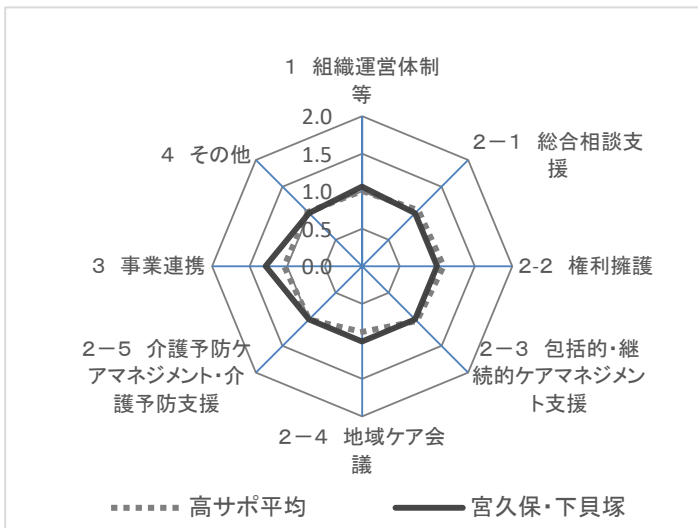 １ 組織運営体制
等
2.0
1.5
1.0
0.5
0.0
２－１ 総合相談支
援
2-2 権利擁護
２－３ 包括的・継
続的ケアマネジメン
ト支援
２－４ 地域ケア会
議
２－５ 介護予防ケ
アマネジメント・介
護予防支援
３ 事業連携
４ その他
高サポ平均
宮久保・下貝塚